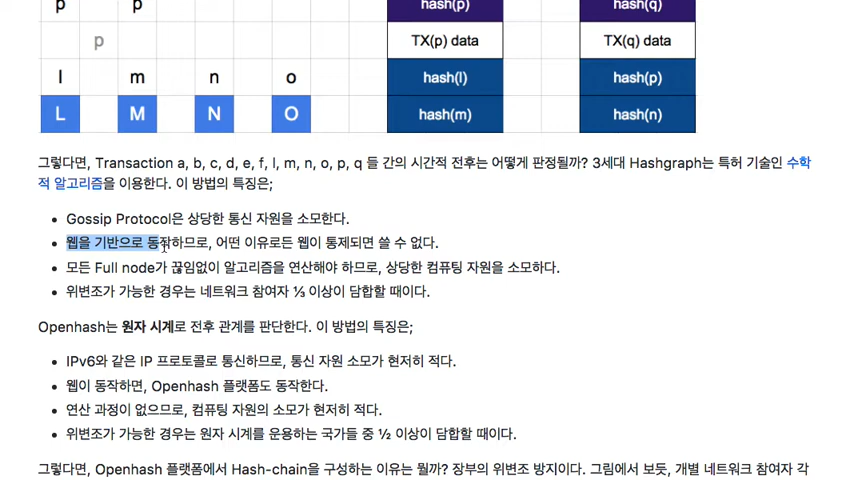 p p hash(p) hash(q)
p TX(p) data TX(q) data
l m n o hash(l) hash(p)
L M N O hash(m) hash(n)
그렇다면, Transaction a, b, c, d, e, f, l, m, n, o, p, q 들 간의 시간적 전후는 어떻게 판정될까? 3세대 Hashgraph는 특허 기술인 수학
적 알고리즘을 이용한다. 이 방법의 특징은;
• Gossip Protocol은 상당한 통신 자원을 소모한다.
• 웹을 기반으로 동작하므로, 어떤 이유로든 웹이 통제되면 쓸 수 없다.
• 모든 Full node가 끊임없이 알고리즘을 연산해야 하므로, 상당한 컴퓨팅 자원을 소모하다.
• 위변조가 가능한 경우는 네트워크 참여자 ⅓ 이상이 담합할 때이다.
Openhash는 원자 시계로 전후 관계를 판단한다. 이 방법의 특징은;
• IPv6와 같은 IP 프로토콜로 통신하므로, 통신 자원 소모가 현저히 적다.
• 웹이 동작하면, Openhash 플랫폼도 동작한다.
• 연산 과정이 없으므로, 컴퓨팅 자원의 소모가 현저히 적다.
• 위변조가 가능한 경우는 원자 시계를 운용하는 국가들 중 ½ 이상이 담합할 때이다.
그렇다면, Openhash 플랫폼에서 Hash-chain을 구성하는 이유는 뭘까? 장부의 위변조 방지이다. 그림에서 보듯, 개별 네트워크 참여자 각